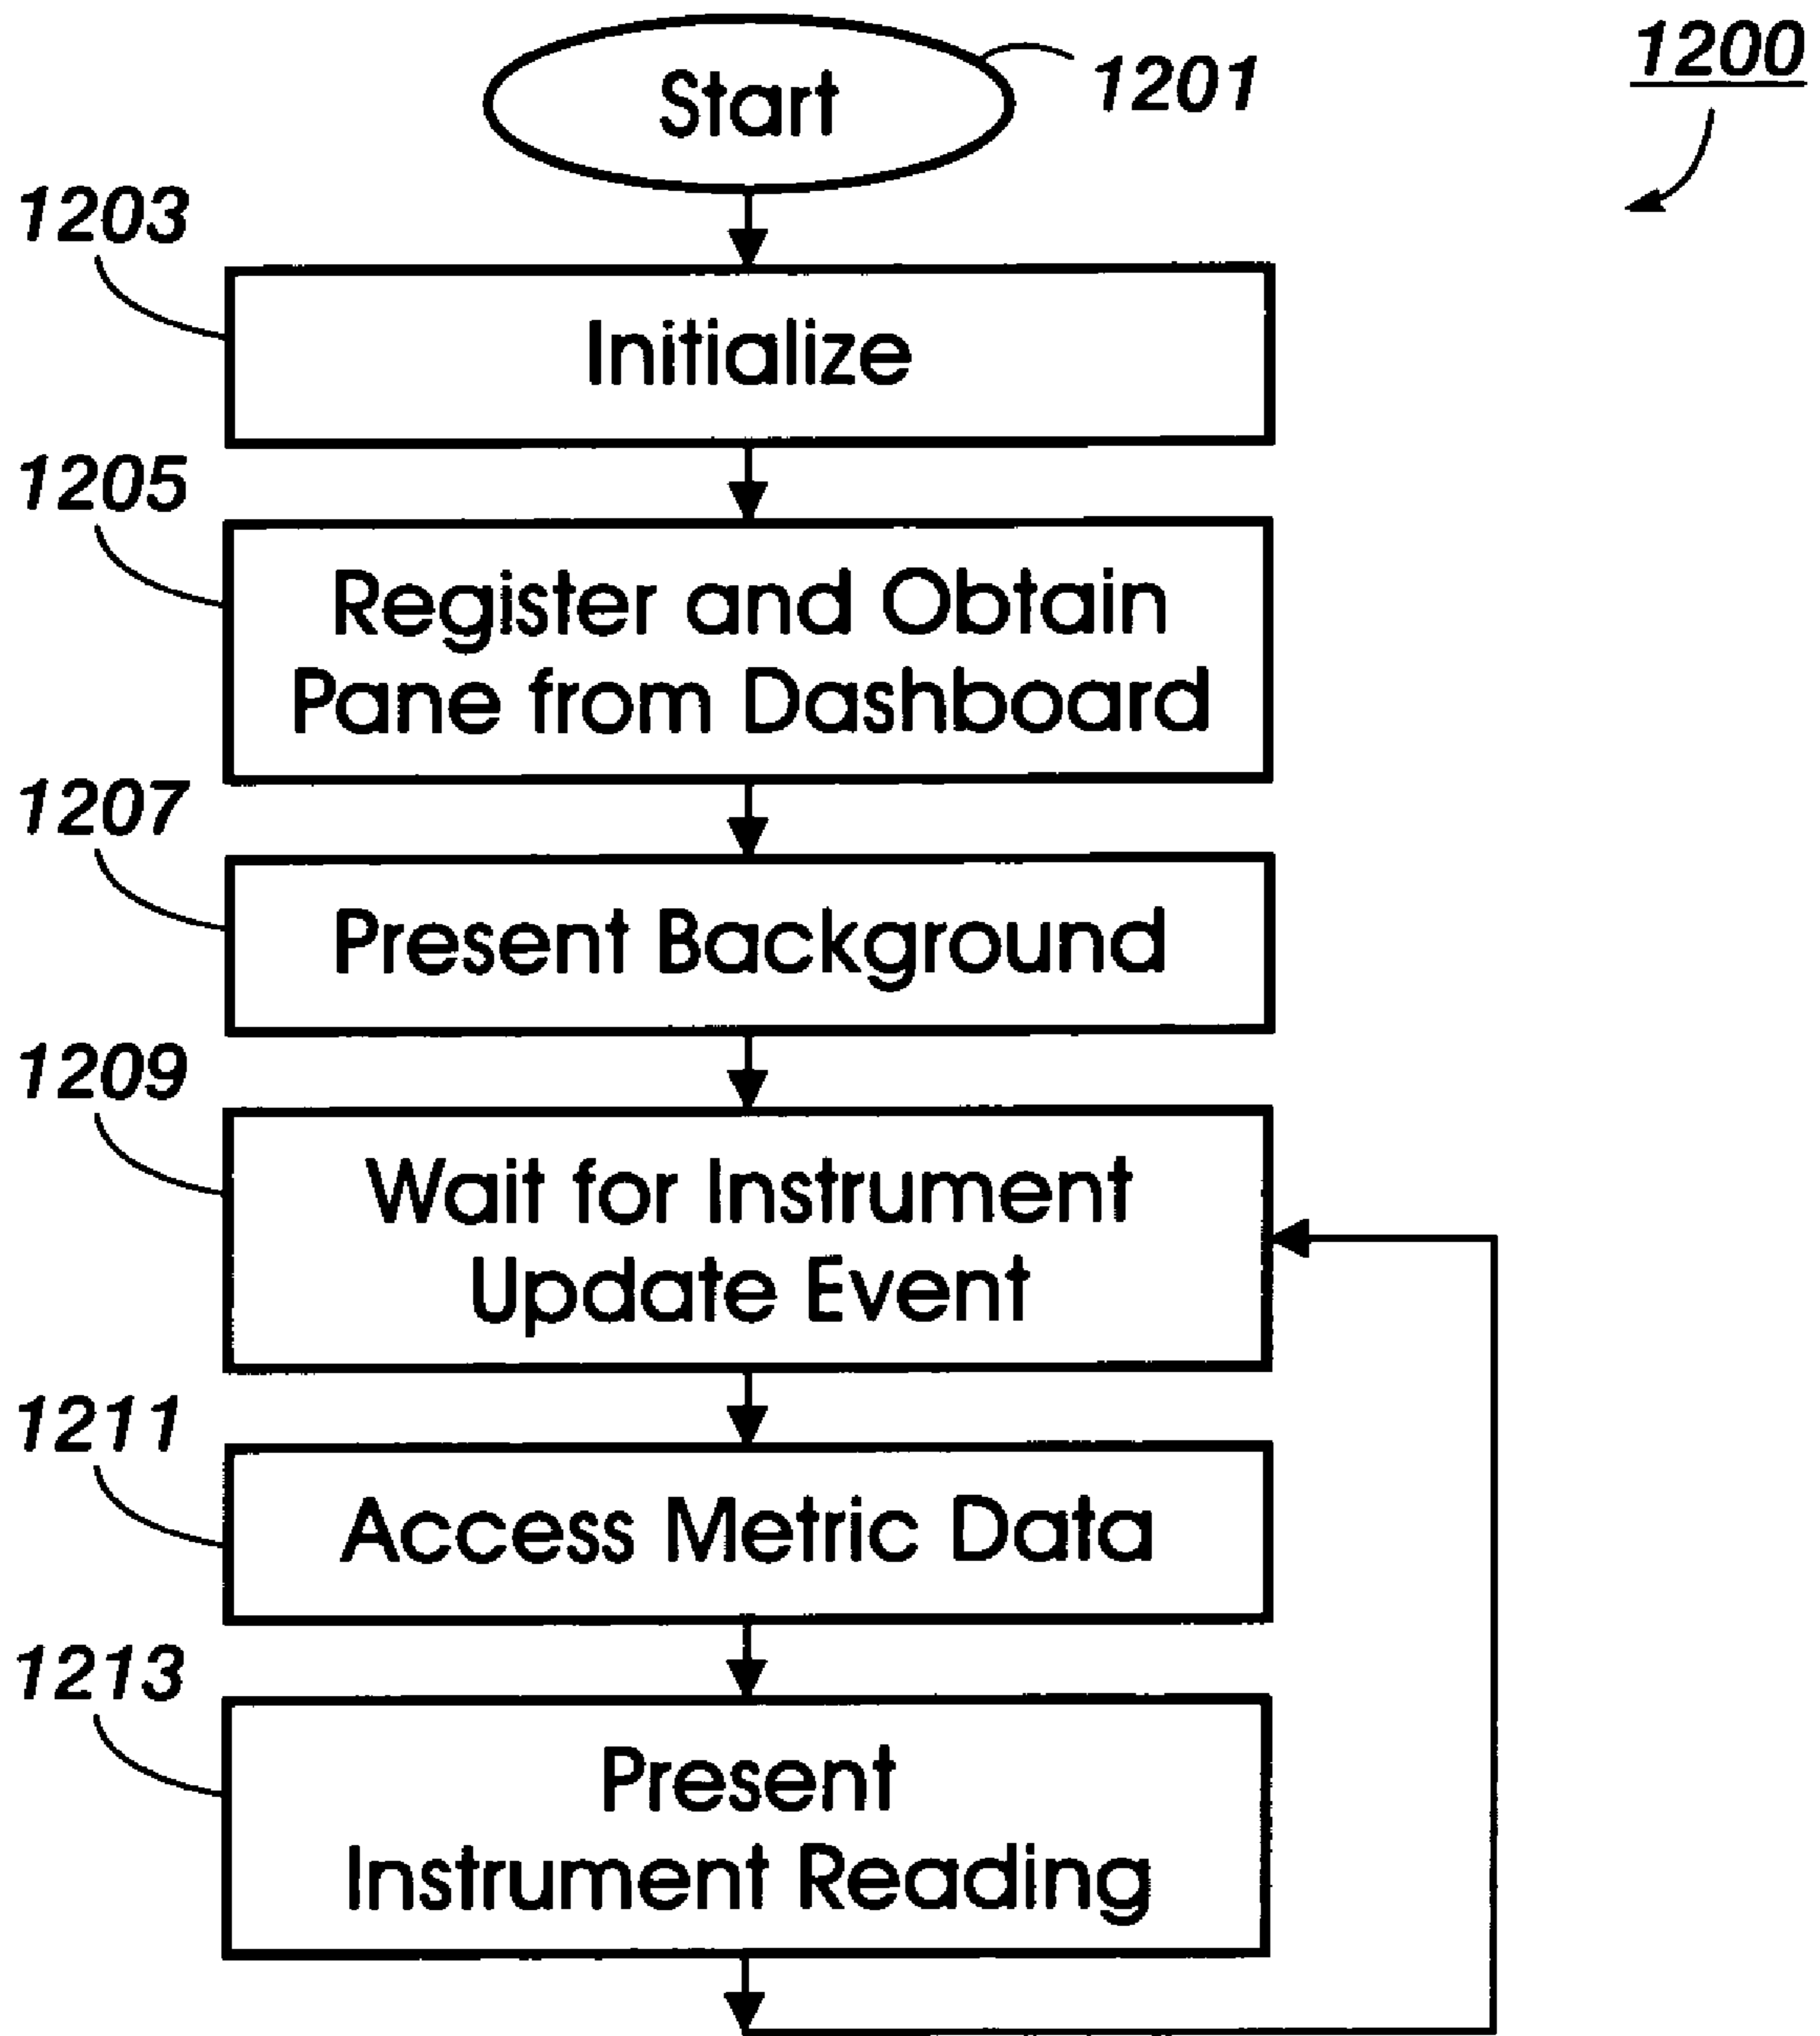 Start
1201
1200
1203
Initialize
1205
Register and Obtain
Pane from Dashboard
1207
Present Background
1209
Wait for Instrument
Update Event
1211
Access Metric Data
1213
Present
Instrument Reading